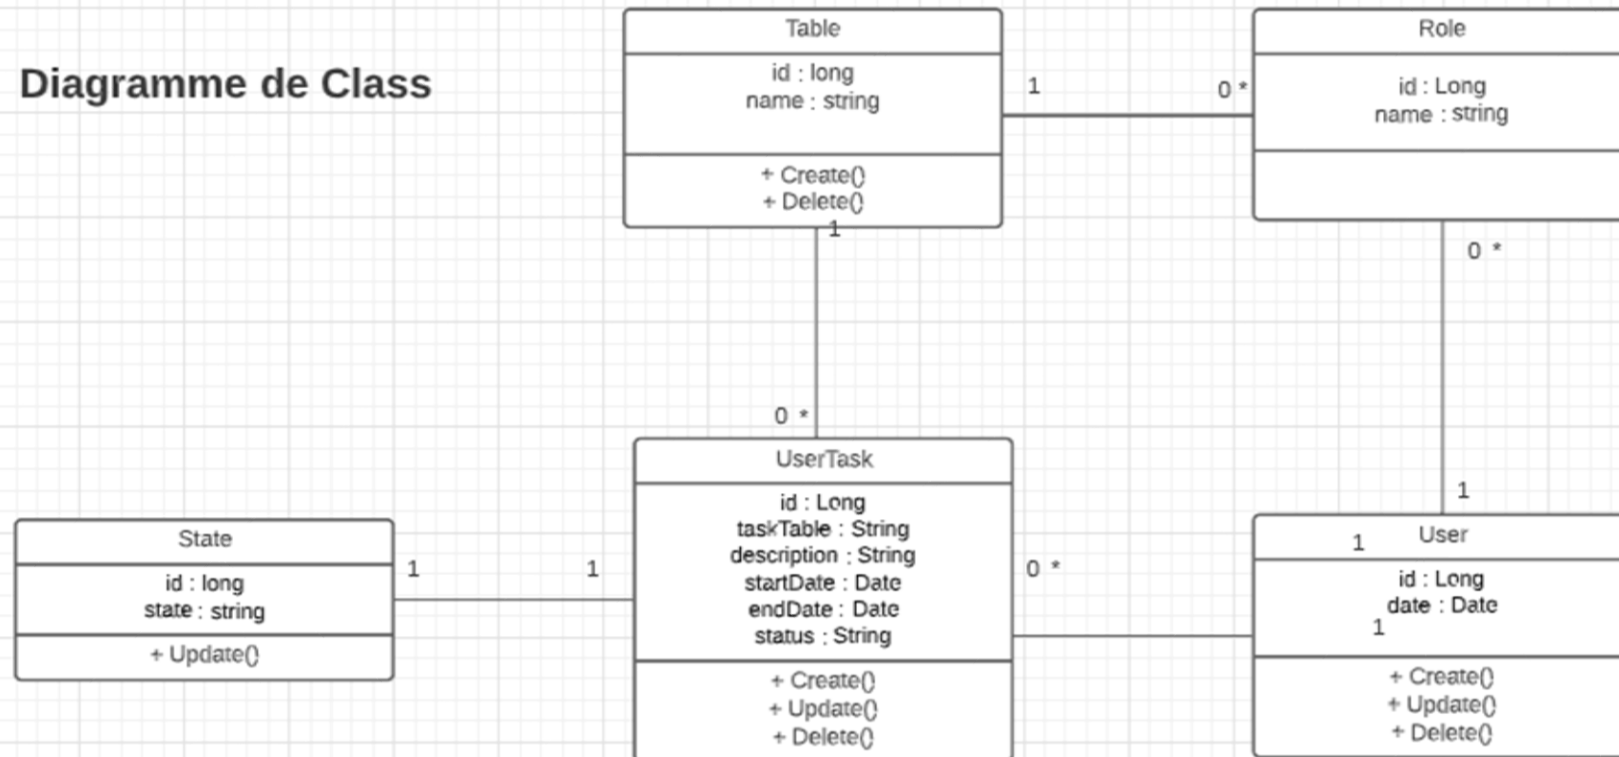 Diagramme de Class
Table
id : long
name : string
+ Create()
+ Delete()
1
0 *
Role
id : Long
name : string
1
0 *
0 *
1
State
id : long
state : string
+ Update()
1
1
UserTask
id : Long
taskTable : String
description : String
startDate : Date
endDate : Date
status : String
+ Create()
+ Update()
+ Delete()
0 *
1
User
id : Long
date : Date
1
+ Create()
+ Update()
+ Delete()